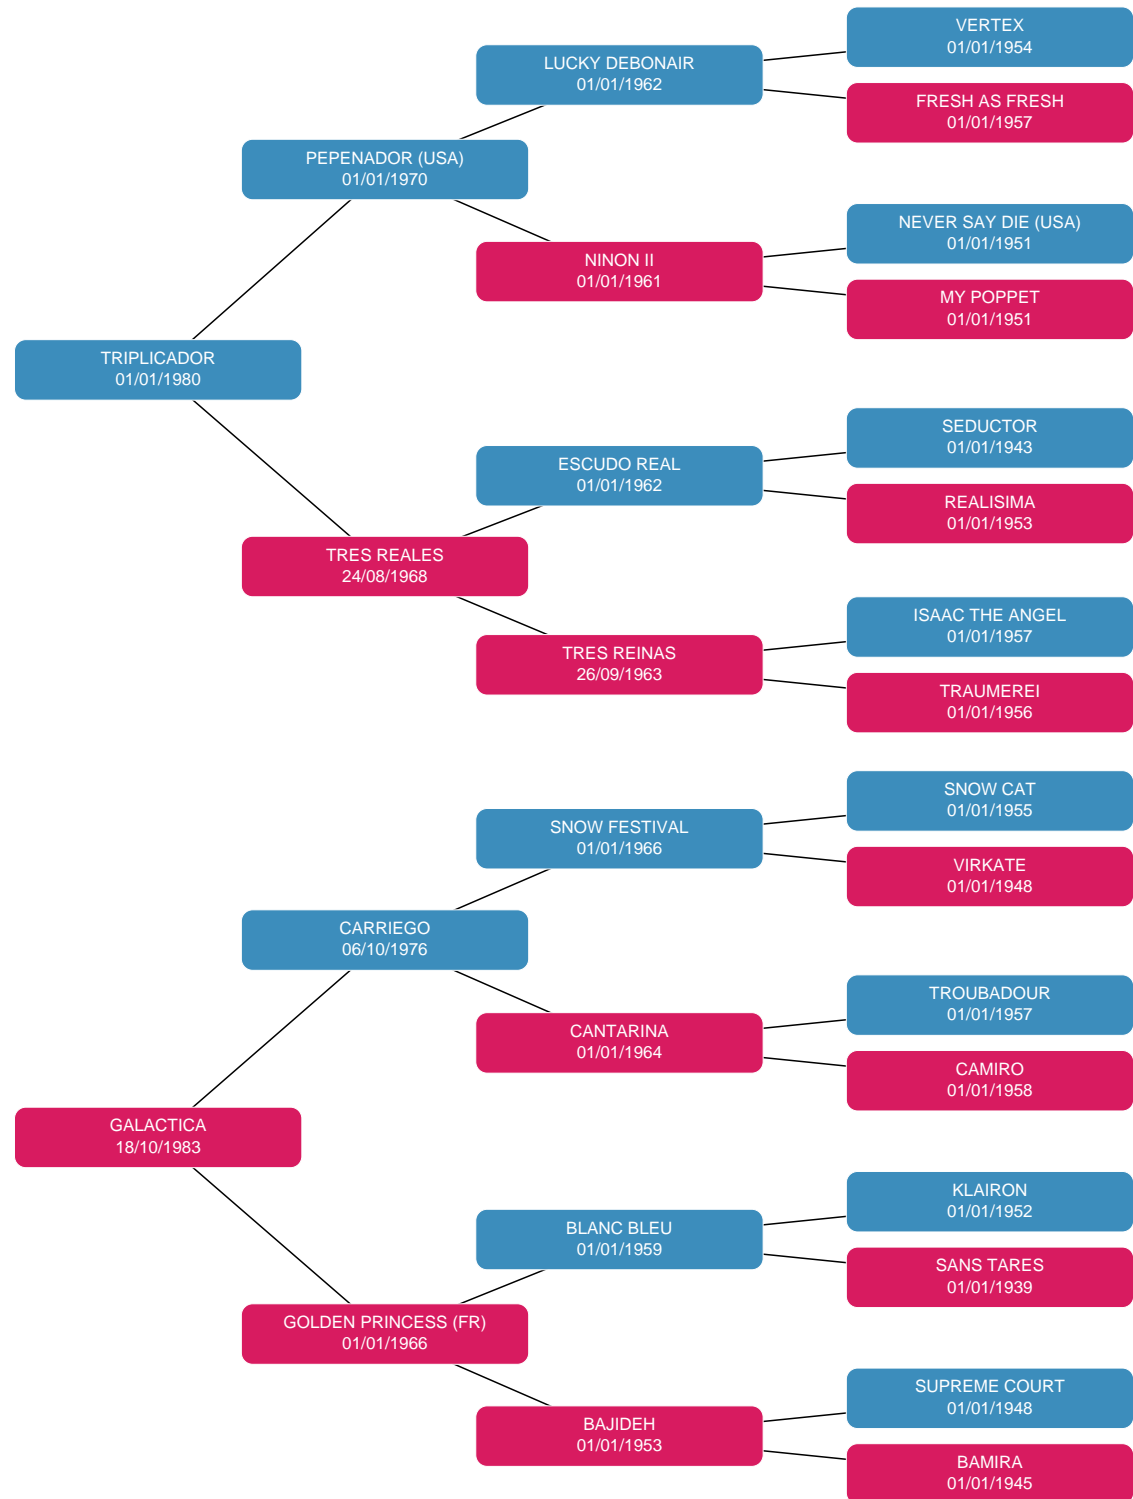 VERTEX
01/01/1954
LUCKY DEBONAIR
01/01/1962
FRESH AS FRESH
01/01/1957
PEPENADOR (USA)
01/01/1970
NEVER SAY DIE (USA)
01/01/1951
NINON II
01/01/1961
MY POPPET
01/01/1951
TRIPLICADOR
01/01/1980
SEDUCTOR
01/01/1943
ESCUDO REAL
01/01/1962
REALISIMA
01/01/1953
TRES REALES
24/08/1968
ISAAC THE ANGEL
01/01/1957
TRES REINAS
26/09/1963
TRAUMEREI
01/01/1956
SNOW CAT
01/01/1955
SNOW FESTIVAL
01/01/1966
VIRKATE
01/01/1948
CARRIEGO
06/10/1976
TROUBADOUR
01/01/1957
CANTARINA
01/01/1964
CAMIRO
01/01/1958
GALACTICA
18/10/1983
KLAIRON
01/01/1952
BLANC BLEU
01/01/1959
SANS TARES
01/01/1939
GOLDEN PRINCESS (FR)
01/01/1966
SUPREME COURT
01/01/1948
BAJIDEH
01/01/1953
BAMIRA
01/01/1945